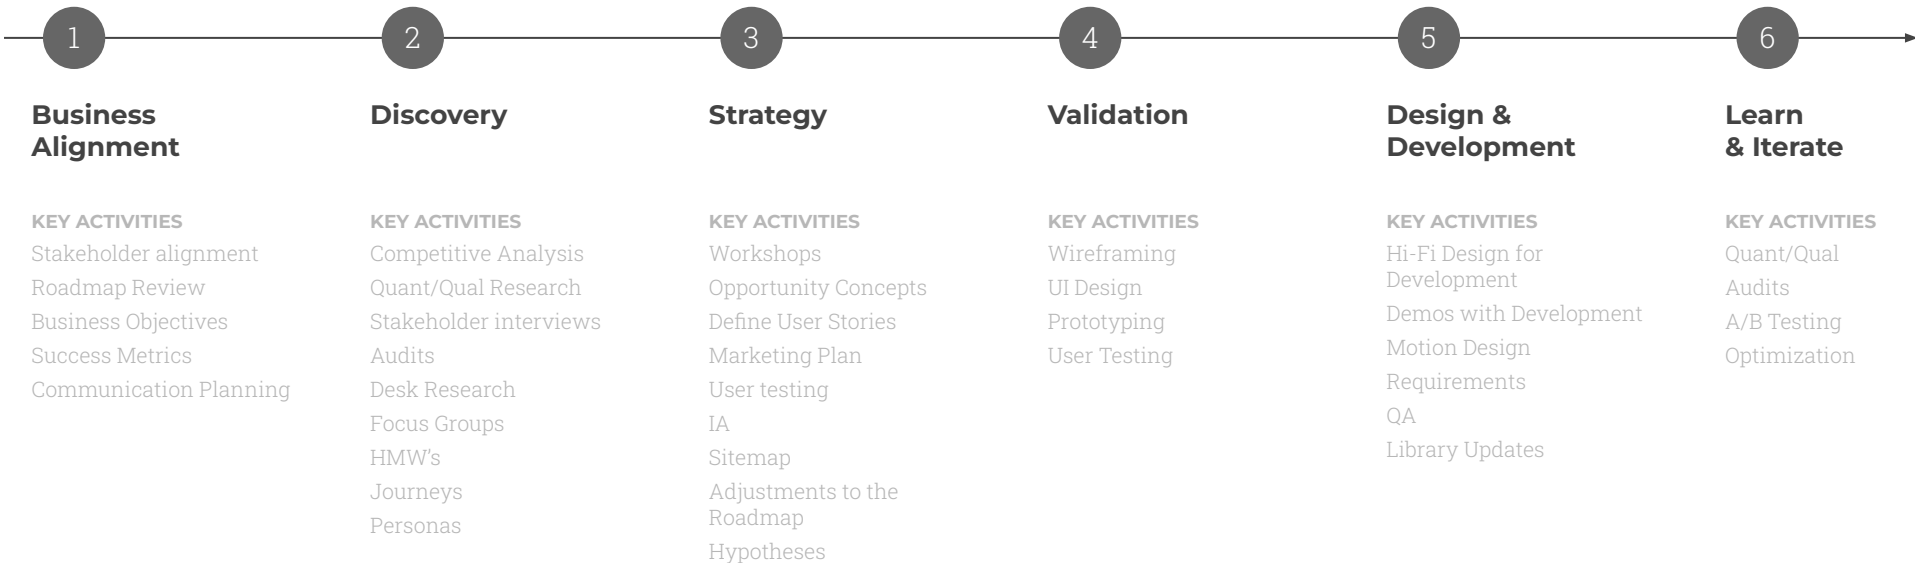 1
Business
Alignment
KEY ACTIVITIES
Stakeholder alignment
Roadmap Review
Business Objectives
Success Metrics
Communication Planning
2
Discovery
KEY ACTIVITIES
Competitive Analysis
Quant/Qual Research
Stakeholder interviews
Audits
Desk Research
Focus Groups
HMW's
Journeys
Personas
3
Strategy
KEY ACTIVITIES
Workshops
Opportunity Concepts
Define User Stories
Marketing Plan
User testing
IA
Sitemap
Adjustments to the
Roadmap
Hypotheses
4
Validation
KEY ACTIVITIES
Wireframing
UI Design
Prototyping
User Testing
5
Design &
Development
KEY ACTIVITIES
Hi-Fi Design for
Development
Demos with Development
Motion Design
Requirements
QA
Library Updates
6
Learn
& Iterate
KEY ACTIVITIES
Quant/Qual
Audits
A/B Testing
Optimization